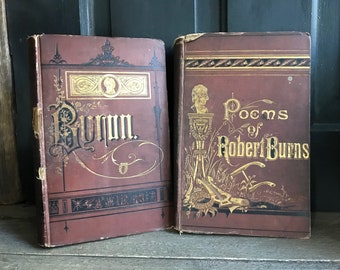 Byron.
Poems
of
Robert Burns